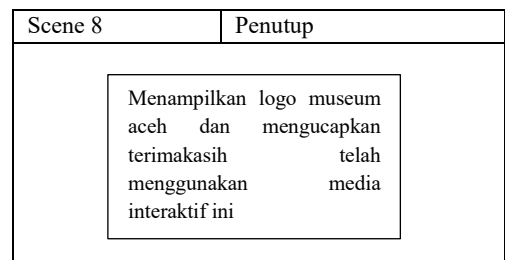 Scene 8 Penutup
Menampilkan logo museum
aceh dan mengucapkan
terimakasih telah
menggunakan media
interaktif ini